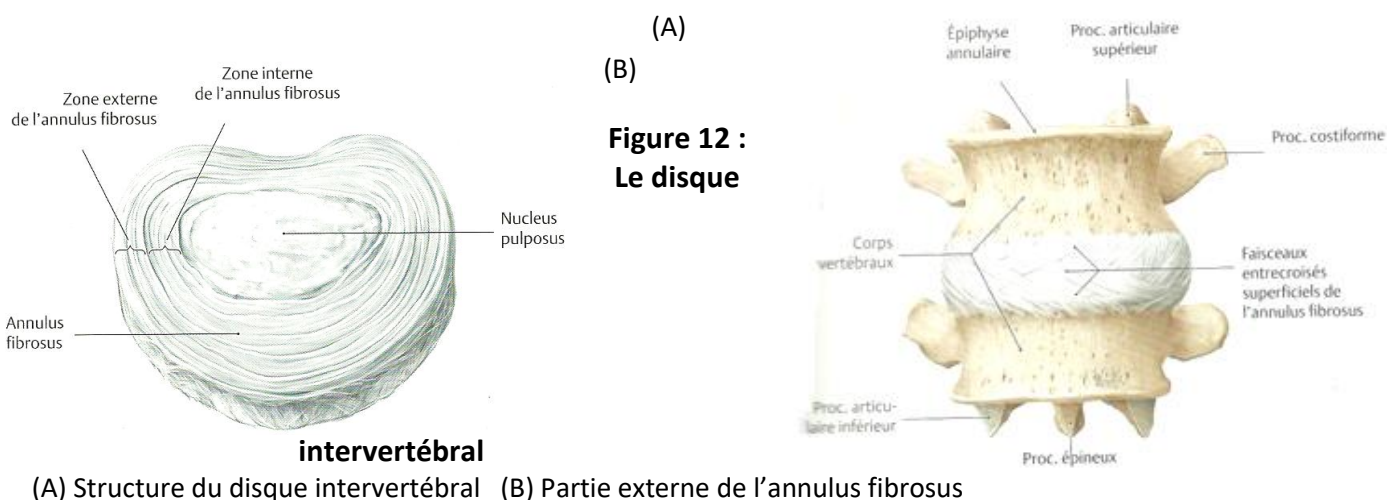 (A)
(B)
Figure 12 :
Le disque
intervertébral
Zone interne
de l'annulus fibrosus
Zone externe
de l'annulus fibrosus
Nucleus
pulposus
Annulus
fibrosus
Épiphyse
annulaire
Proc. articulaire
supérieur
Proc. costiforme
Corps
vertébraux
Faisceaux
entrecroisés
superficiels de
l'annulus fibrosus
Proc. articu-
laire inférieur
Proc. épineux
(A) Structure du disque intervertébral (B) Partie externe de l'annulus fibrosus